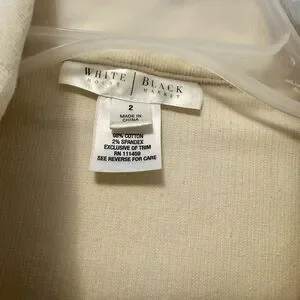 WHITE | BLACK
HOUSE | MARKET
2
MADE IN
CHINA
98% COTTON
2% SPANDEX
EXCLUSIVE OF TRIM
RN 111459
SEE REVERSE FOR CARE